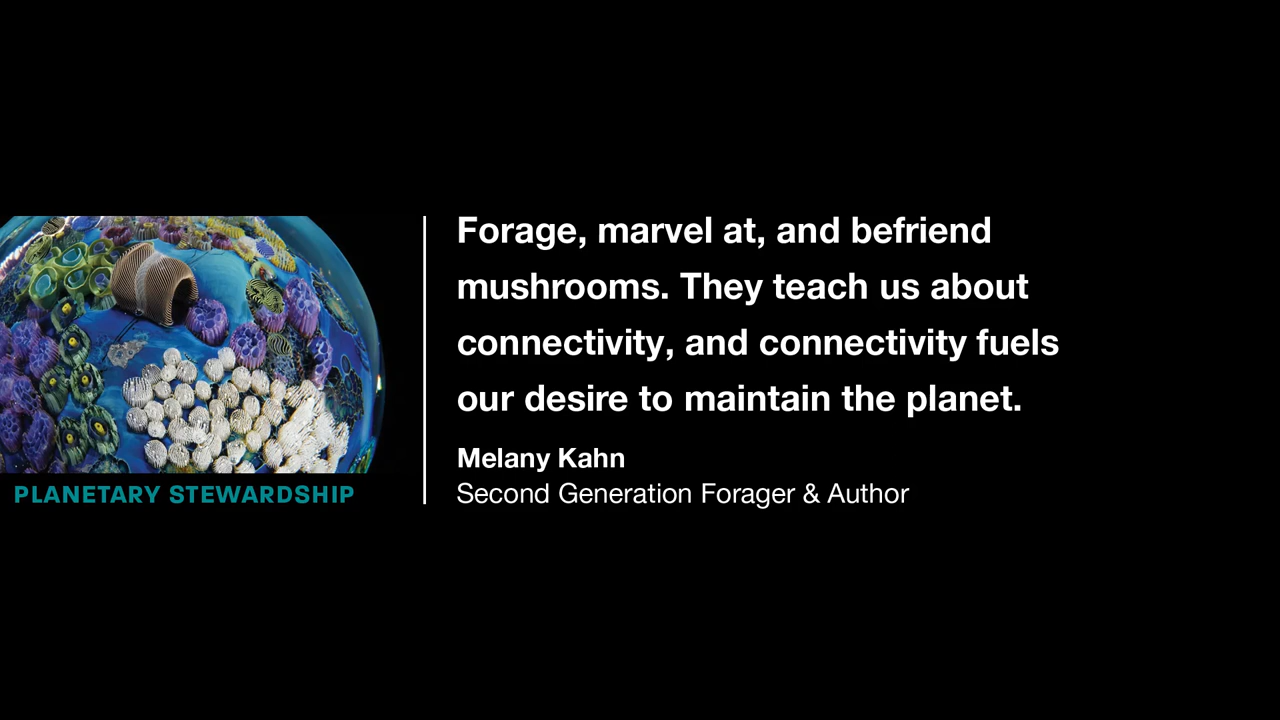 Forage, marvel at, and befriend
mushrooms. They teach us about
connectivity, and connectivity fuels
our desire to maintain the planet.
Melany Kahn
Second Generation Forager & Author
PLANETARY STEWARDSHIP